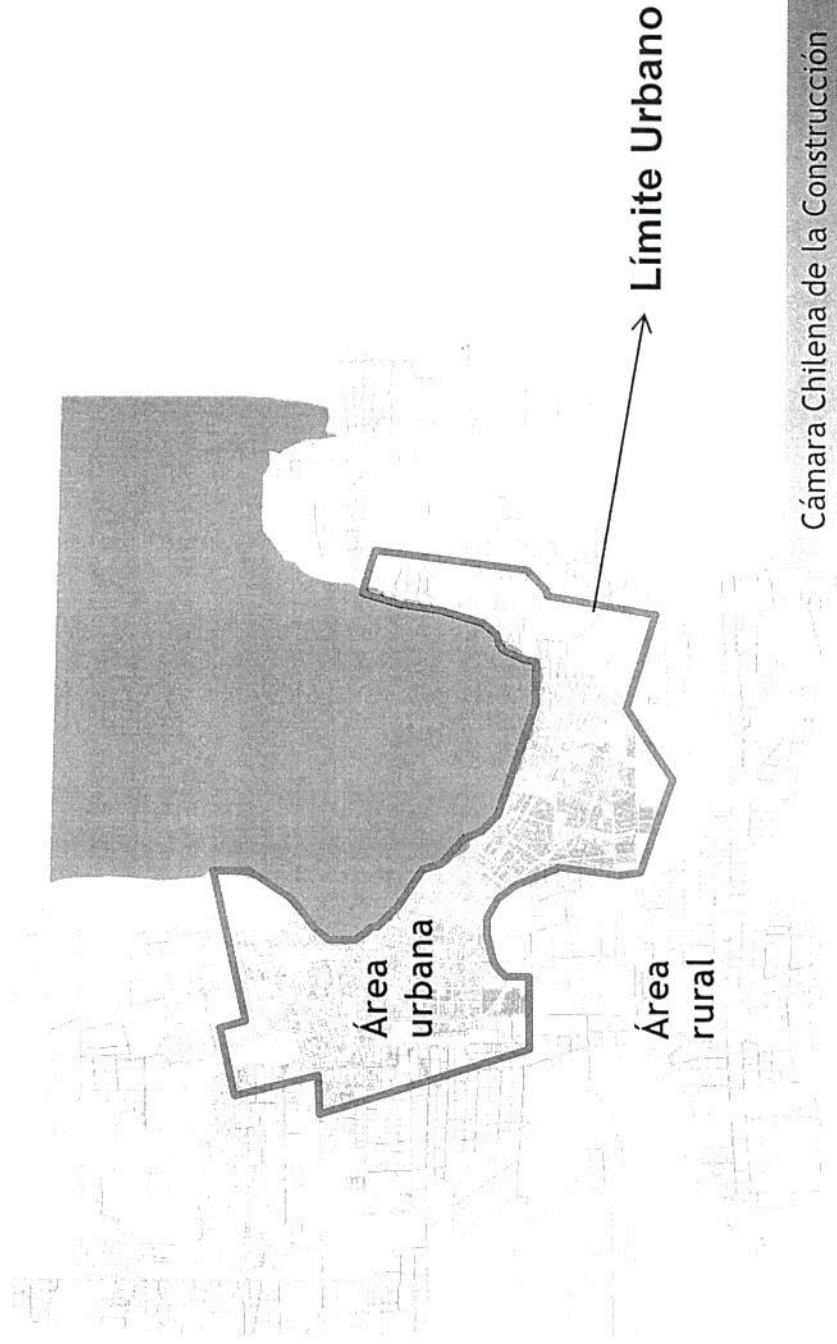 Área
urbana
Área
rural
Límite Urbano
Cámara Chilena de la Construcción